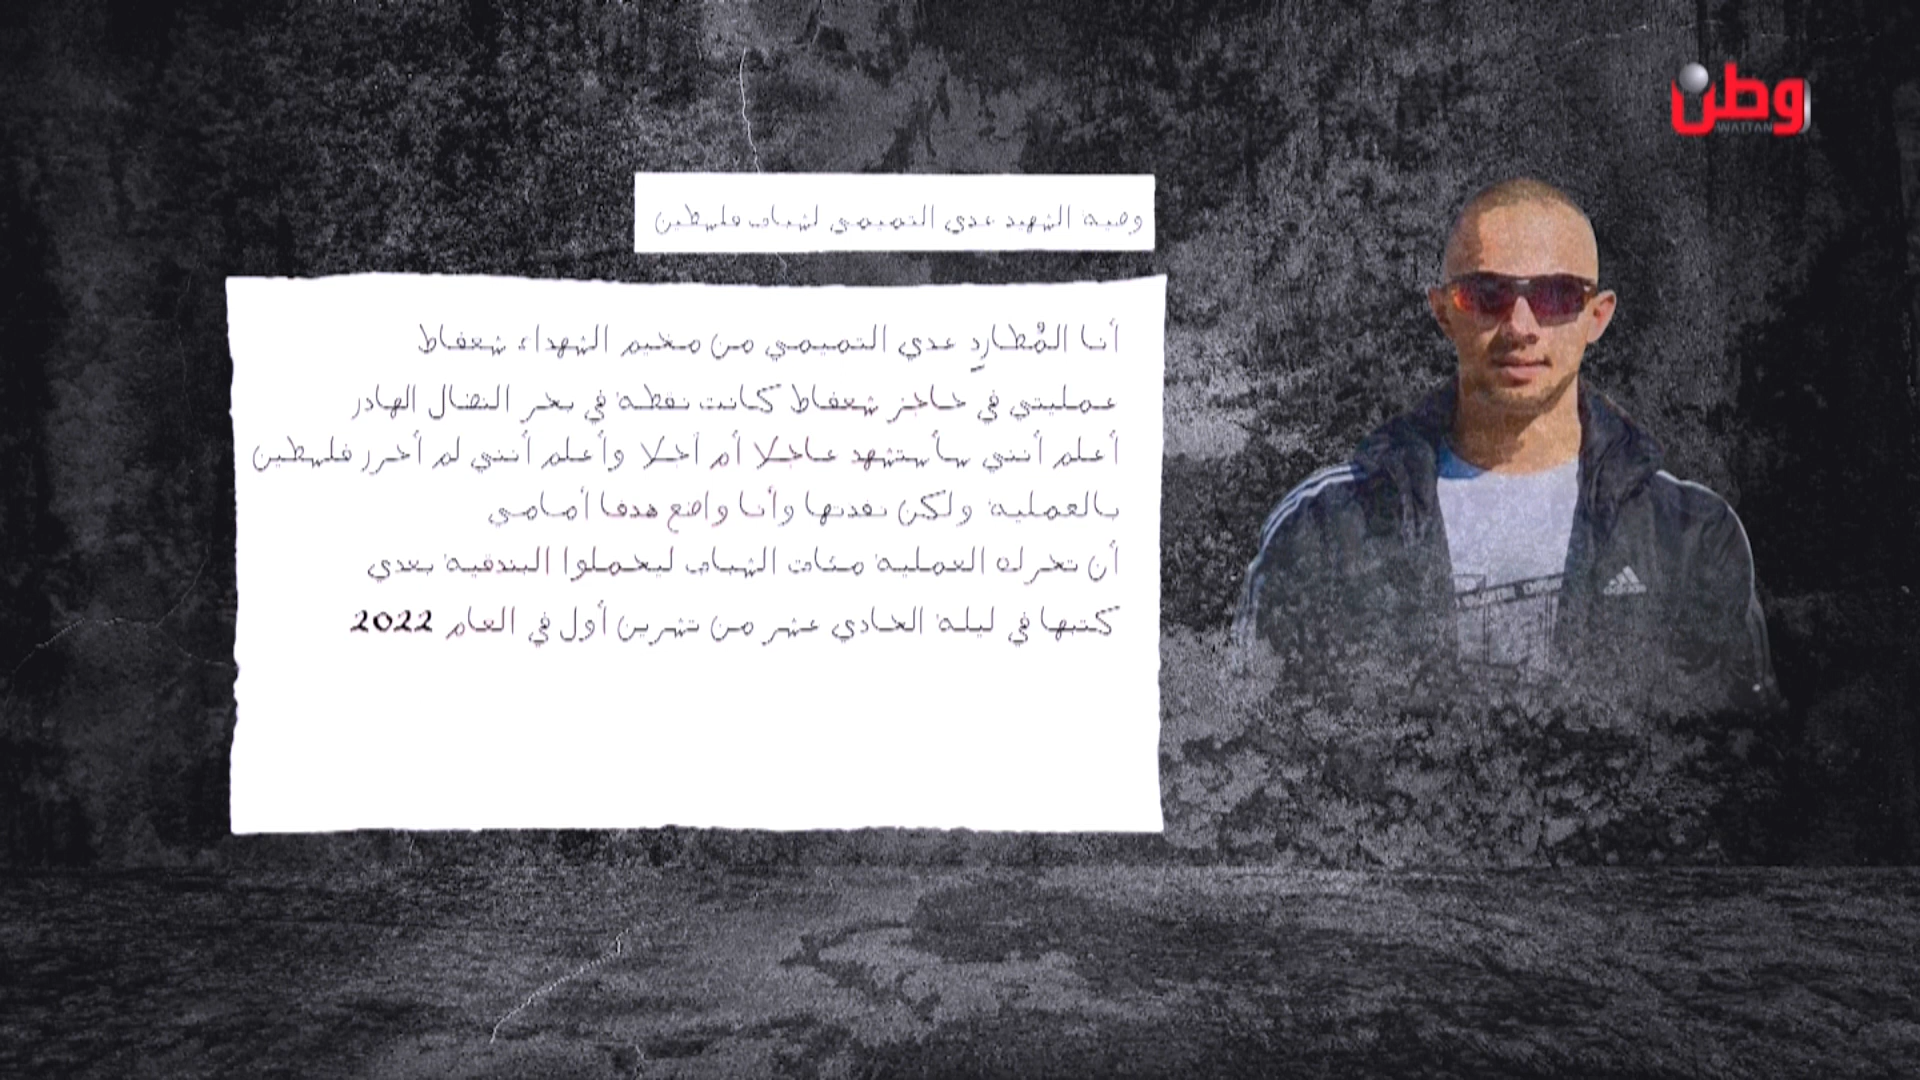 وطن
WATTAN
وصية الشهيد عدي التميمي لشباب فلسطين
أنا المُطارِد عدي التميمي من مخيم الشهداء شعفاط
عمليتي في حاجز شعفاط كانت نقطة في بحر النضال الهادر
أعلم أنني سأستشهد عاجلا أم آجلا وأعلم أنني لم أحرر فلسطين
بالعملية ولكن نفذتها وأنا واضع هدفا أمامي
أن تحرك العملية مئات الشباب ليحملوا البندقية بعدي
كتبها في ليلة الحادي عشر من تشرين أول في العام 2022